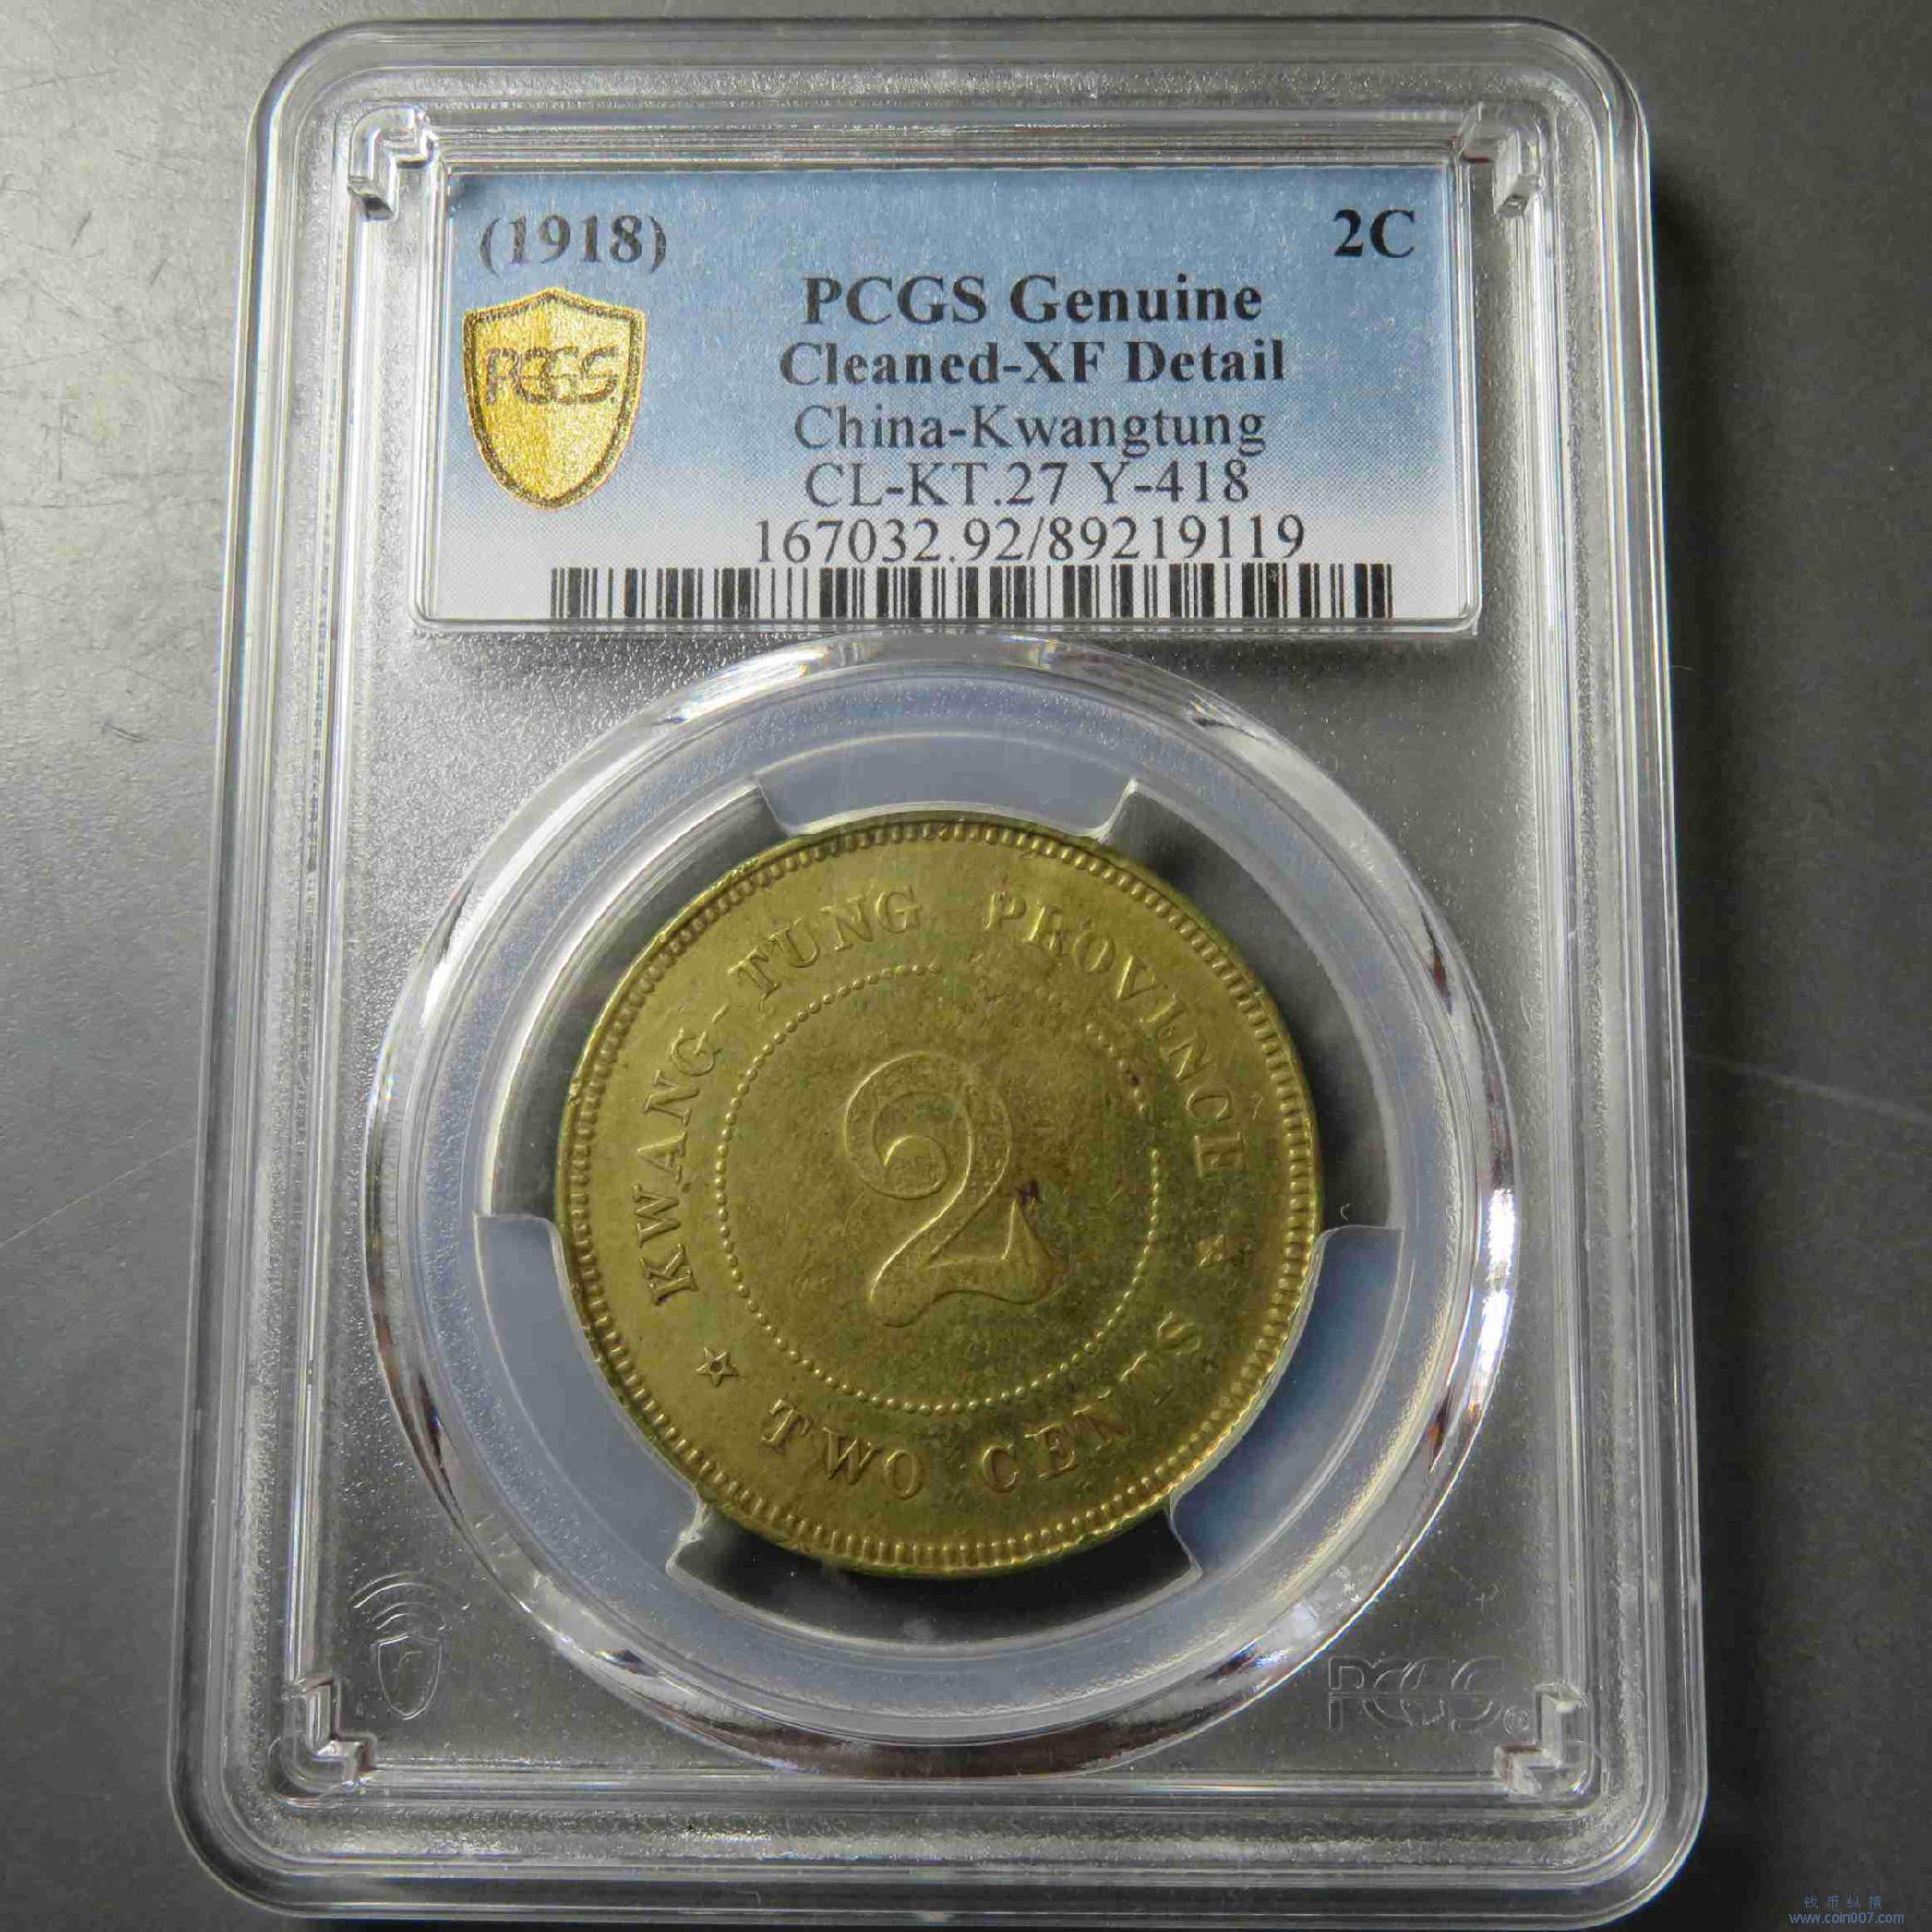 (1918) 2C
PCGS Genuine
PCGS
Cleaned-XF Detail
China-Kwangtung
CL-KT.27 Y-418
167032.92/89219119
KWANG-TUNG PROVINCE
2
TWO CENTS
PCGS
钱币纵横
www.coin007.com